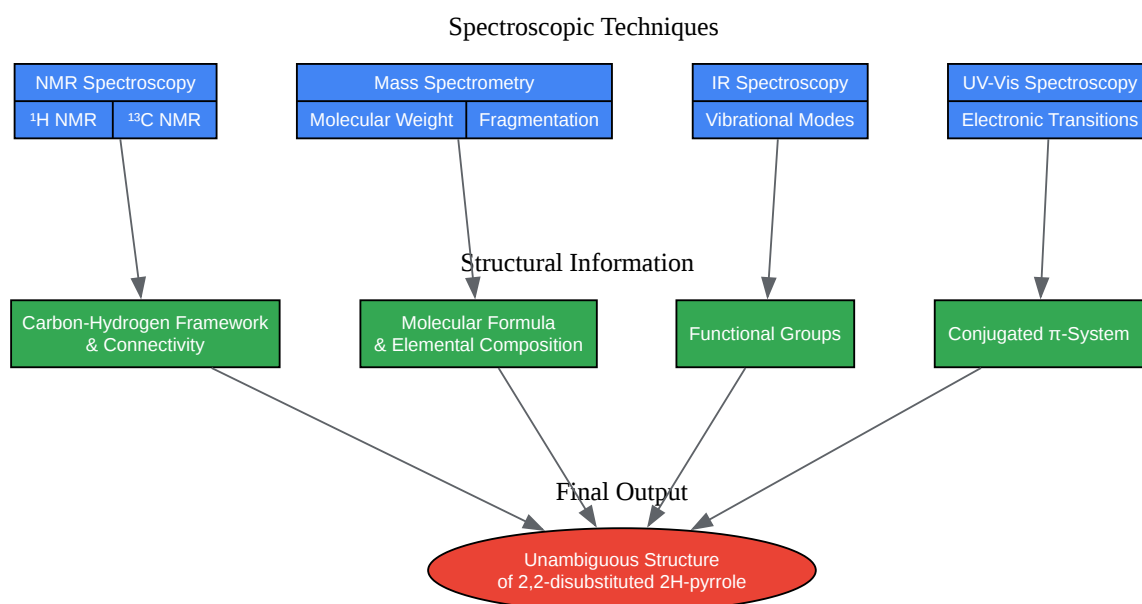 Spectroscopic Techniques
NMR Spectroscopy
¹H NMR
¹³C NMR
Mass Spectrometry
Molecular Weight
Fragmentation
IR Spectroscopy
Vibrational Modes
UV-Vis Spectroscopy
Electronic Transitions
Structural Information
Carbon-Hydrogen Framework
& Connectivity
Molecular Formula
& Elemental Composition
Functional Groups
Conjugated π-System
Final Output
Unambiguous Structure
of 2,2-disubstituted 2H-pyrrole